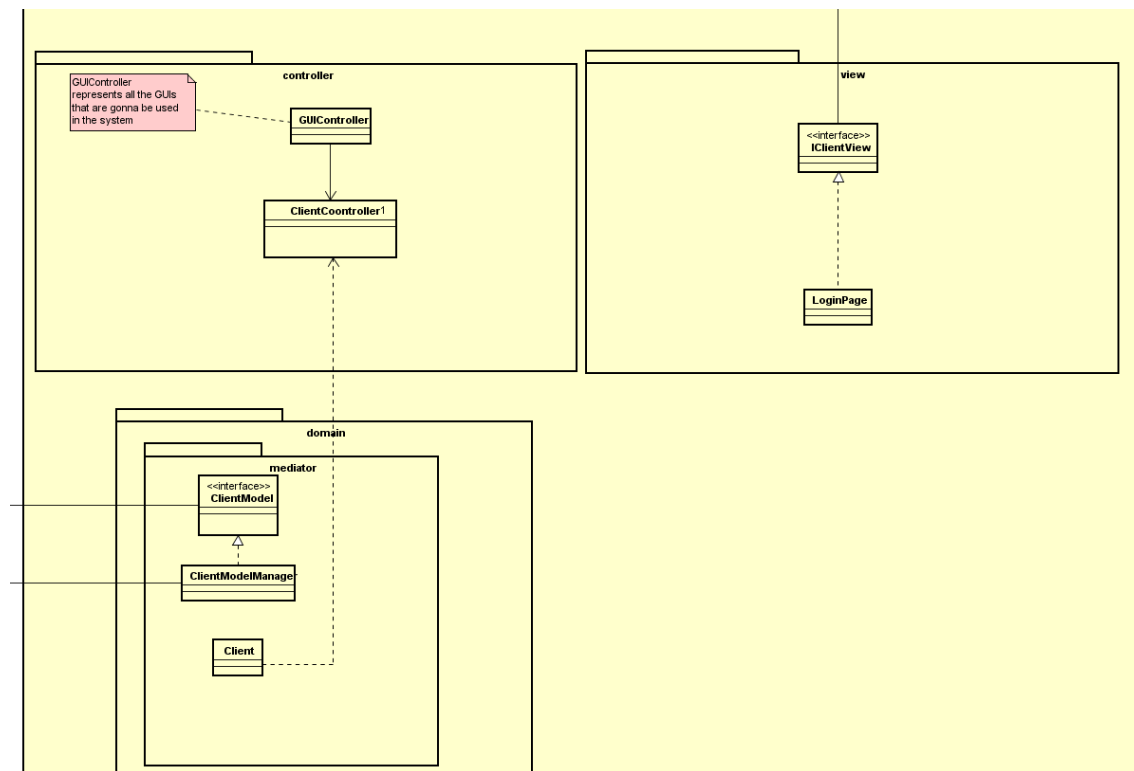 controller
GUIController
represents all the GUIs
that are gonna be used
in the system
GUIController
ClientCoontroller1
view
<<interface>>
IClientView
LoginPage
domain
mediator
<<interface>>
ClientModel
ClientModelManager
Client